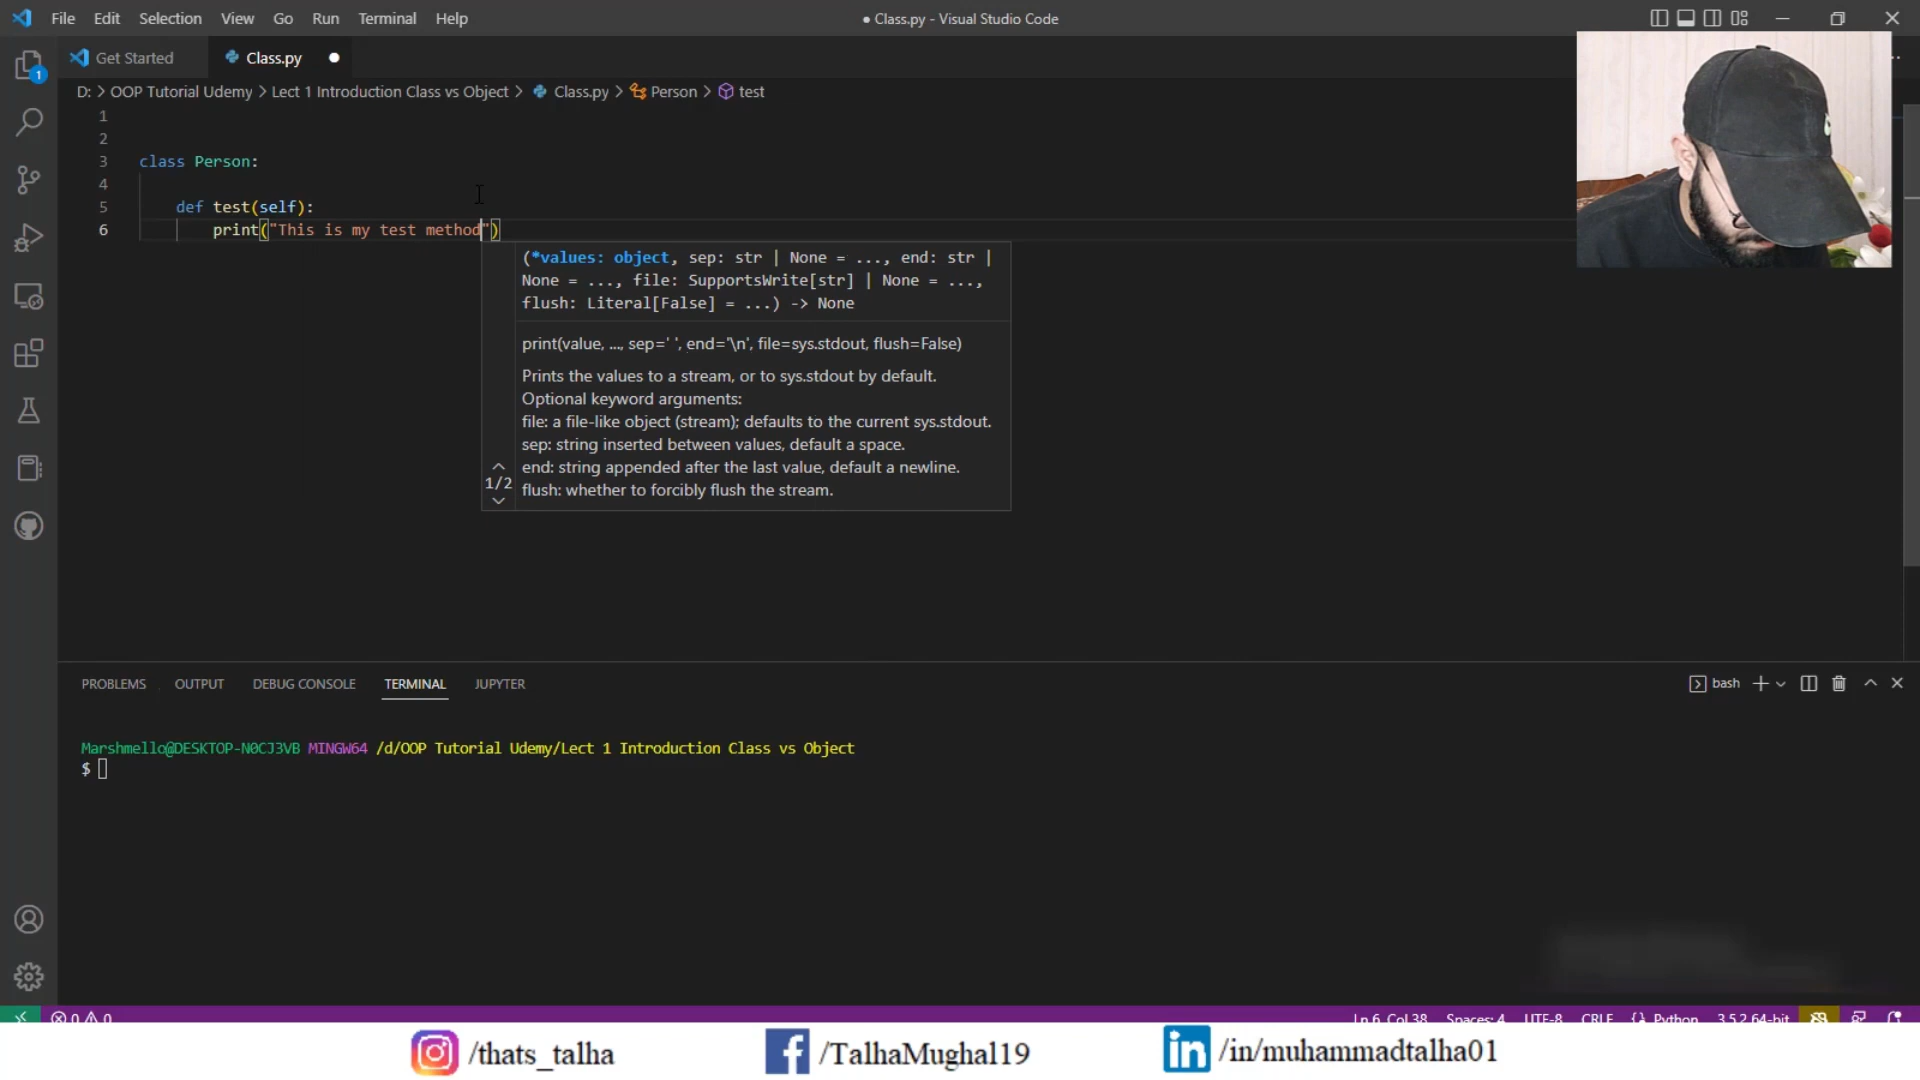 File Edit Selection View Go Run Terminal Help
● Class.py - Visual Studio Code
Get Started
Class.py ●
D: > OOP Tutorial Udemy > Lect 1 Introduction Class vs Object > Class.py > Person > test
1
2
3 class Person:
4
5 def test(self):
6 print("This is my test method")
(*values: object, sep: str | None = ..., end: str |
None = ..., file: SupportsWrite[str] | None = ...,
flush: Literal[False] = ...) -> None
print(value, ..., sep=' ', end='\n', file=sys.stdout, flush=False)
Prints the values to a stream, or to sys.stdout by default.
Optional keyword arguments:
file: a file-like object (stream); defaults to the current sys.stdout.
sep: string inserted between values, default a space.
end: string appended after the last value, default a newline.
1/2
flush: whether to forcibly flush the stream.
PROBLEMS OUTPUT DEBUG CONSOLE TERMINAL JUPYTER
bash
Marshmello@DESKTOP-N0CJ3VB MINGW64 /d/OOP Tutorial Udemy/Lect 1 Introduction Class vs Object
$
0 0
Ln 6, Col 38 Spaces: 4 UTF-8 CRLF Python 3.5.2 64-bit
/thats_talha
/TalhaMughal19
/in/muhammadtalha01